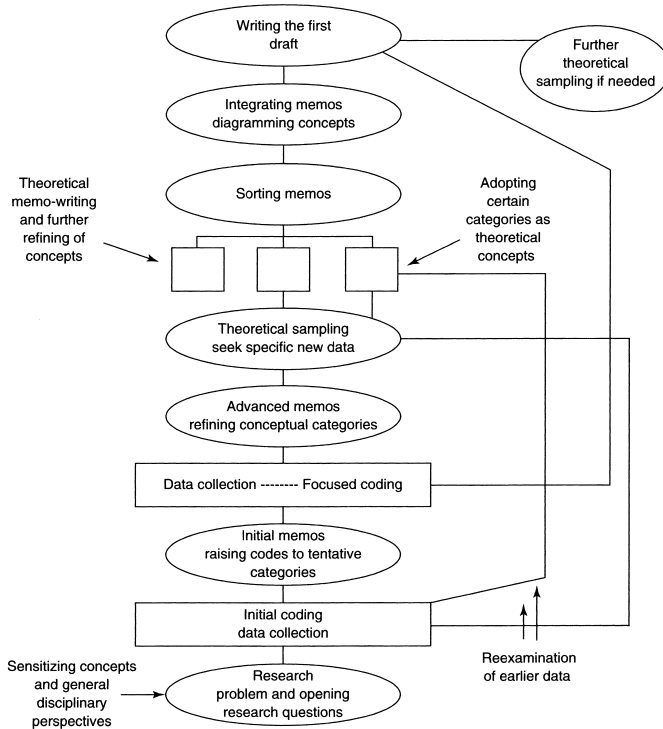 Writing the first
draft
Further
theoretical
sampling if needed
Integrating memos
diagramming concepts
Theoretical
memo-writing
and further
refining of
concepts
Sorting memos
Adopting
certain
categories as
theoretical
concepts
Theoretical sampling
seek specific new data
Advanced memos
refining conceptual categories
Data collection -------- Focused coding
Initial memos
raising codes to tentative
categories
Initial coding
data collection
Reexamination
of earlier data
Sensitizing concepts
and general
disciplinary
perspectives
Research
problem and opening
research questions